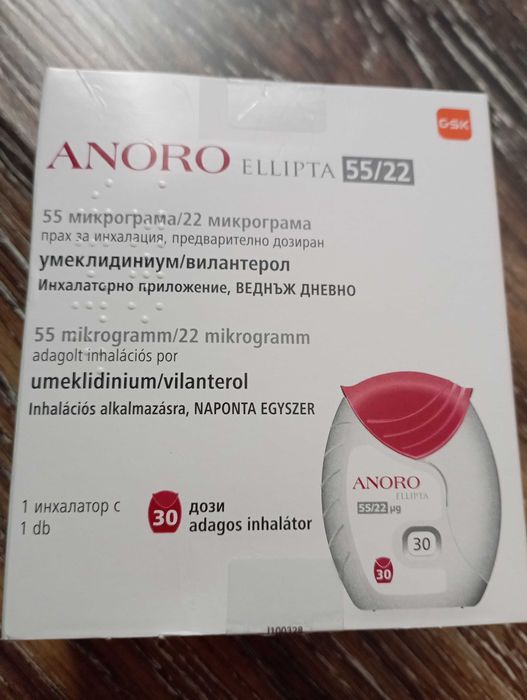 GSK
ANORO ELLIPTA 55/22
55 микрограма/22 микрограма
прах за инхалация, предварително дозиран
умеклидиниум/вилантерол
Инхалаторно приложение, ВЕДНЪЖ ДНЕВНО
55 mikrogramm/22 mikrogramm
adagolt inhalációs por
umeklidinium/vilanterol
Inhalációs alkalmazásra, NAPONTA EGYSZER
ANORO
ELLIPTA
55/22 µg
30
30
1 инхалатор с 30 дози
1 db adagos inhalátor